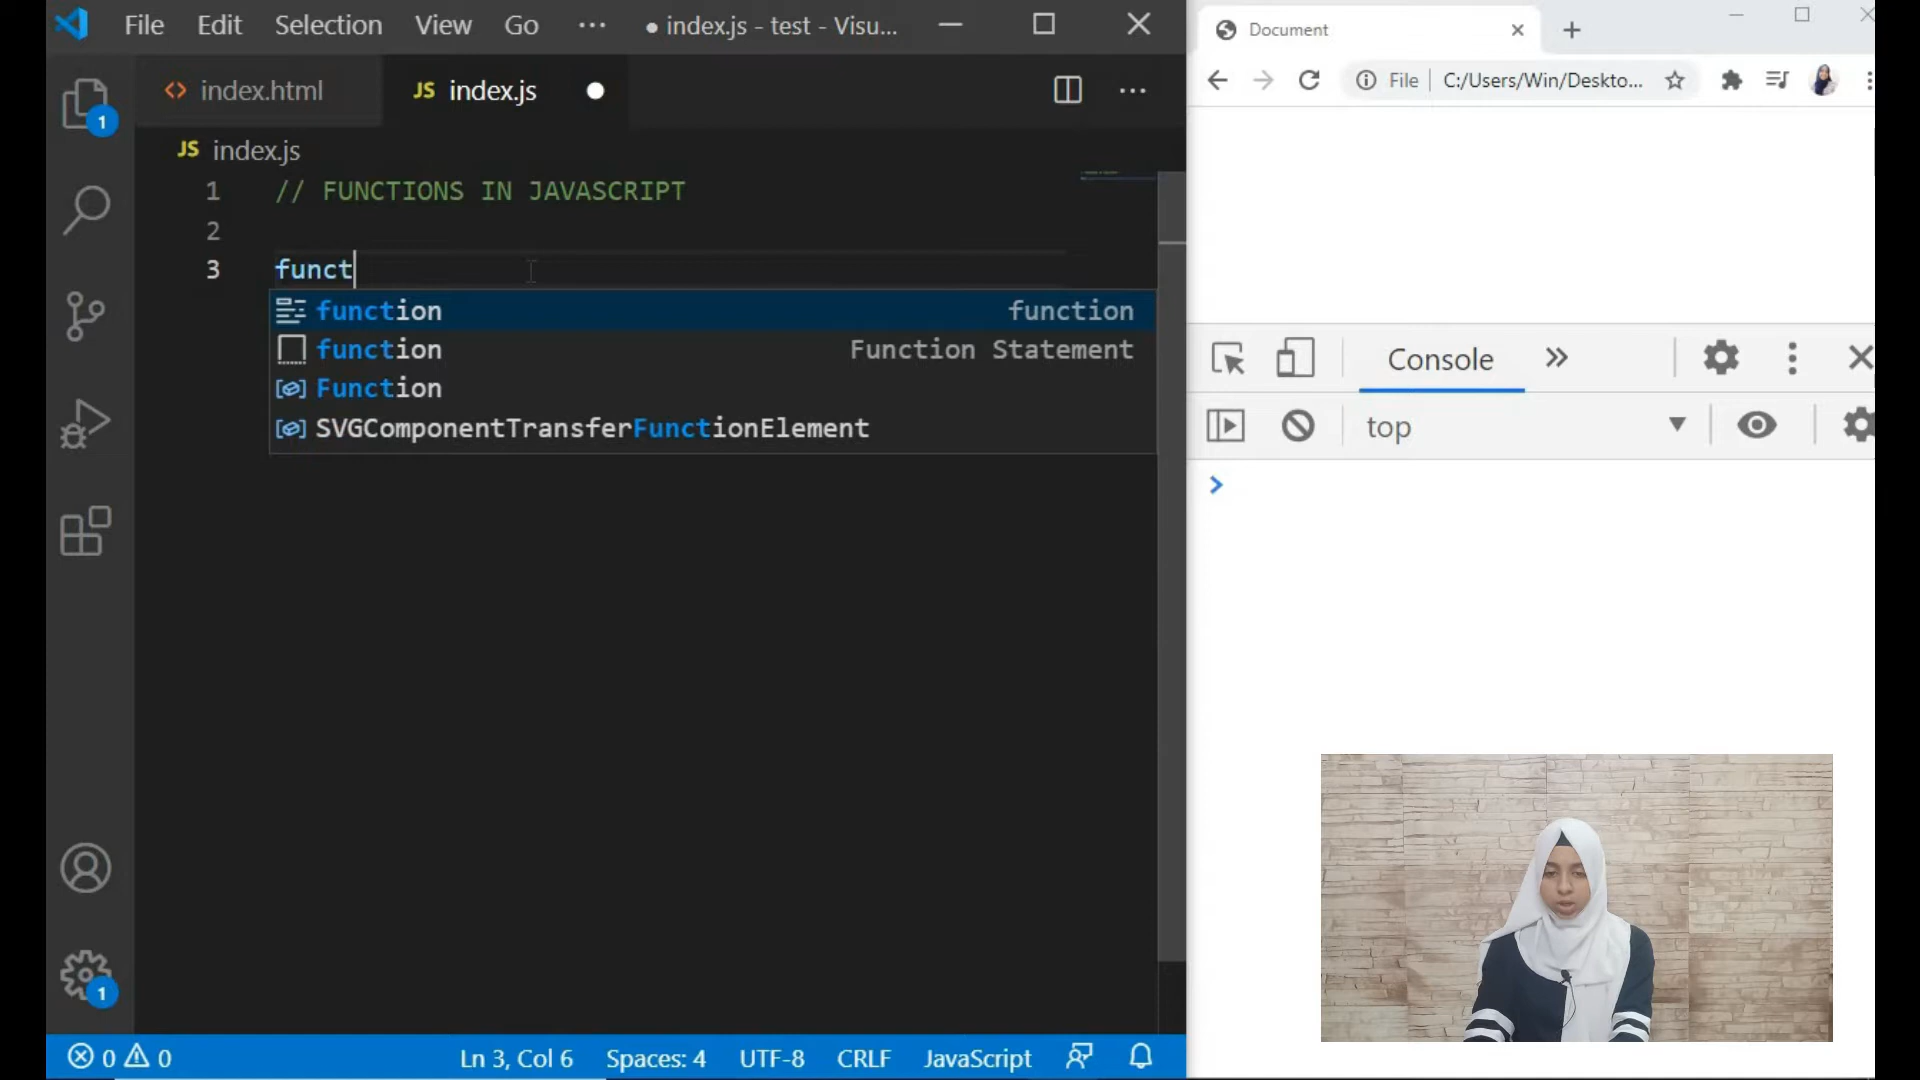 File Edit Selection View Go ··· ● index.js - test - Visu...
index.html
JS index.js
JS index.js
1 // FUNCTIONS IN JAVASCRIPT
2
3 funct
function function
function Function Statement
Function
SVGComponentTransferFunctionElement
1
1
0 0 Ln 3, Col 6 Spaces: 4 UTF-8 CRLF JavaScript
Document
File C:/Users/Win/Deskto...
Console
top